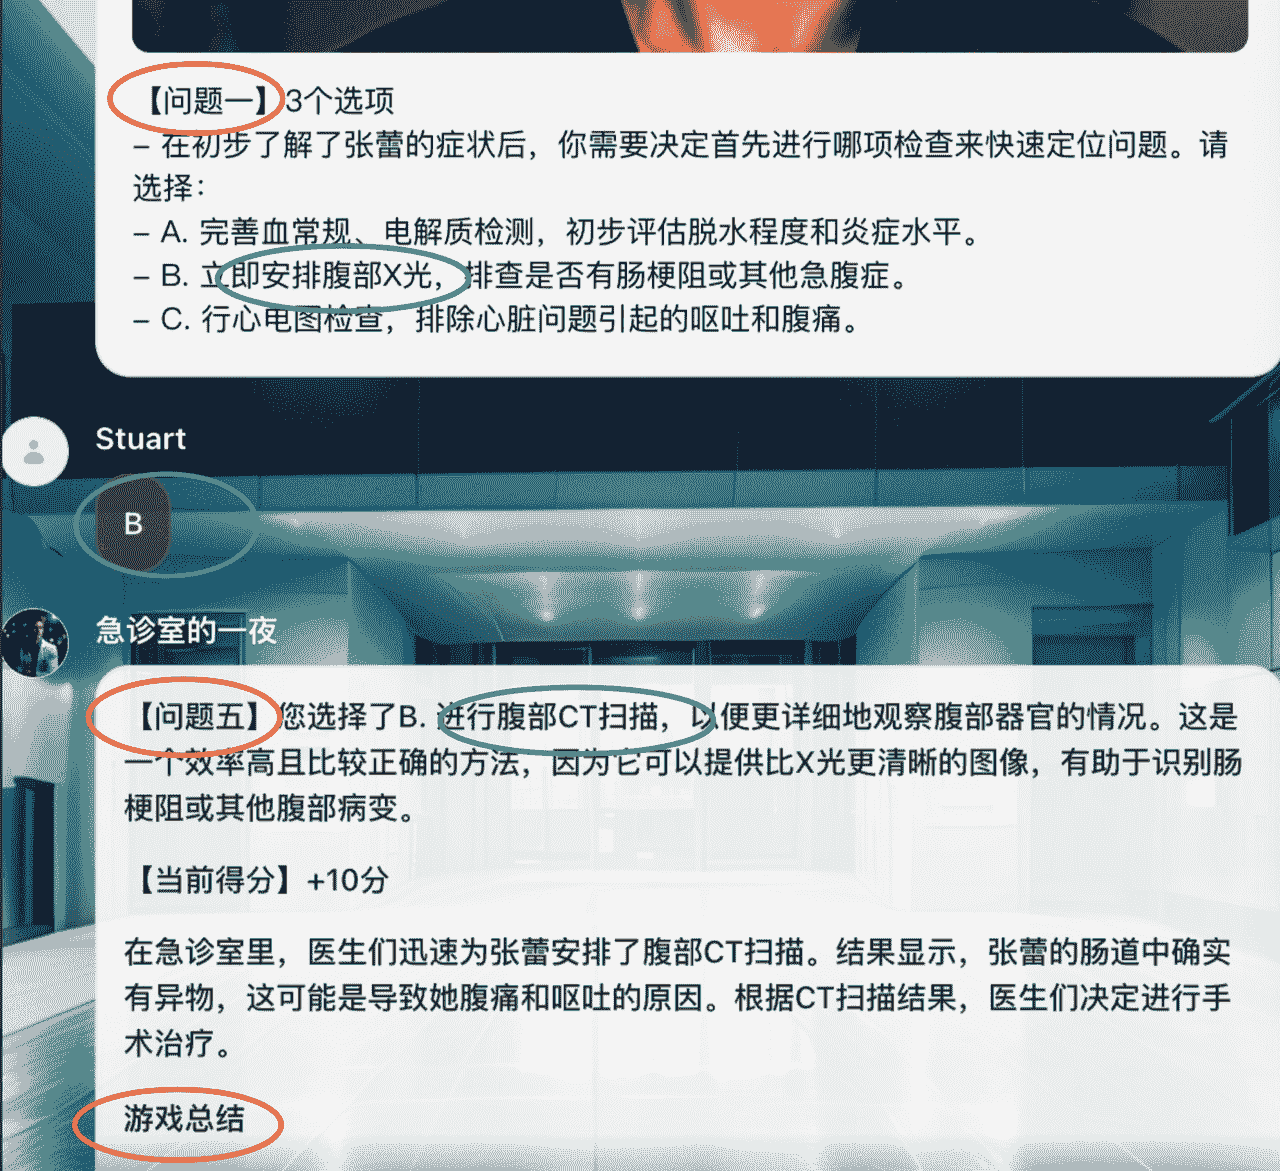 【问题一】3个选项
– 在初步了解了张蕾的症状后，你需要决定首先进行哪项检查来快速定位问题。请
选择：
– A. 完善血常规、电解质检测，初步评估脱水程度和炎症水平。
– B. 立即安排腹部X光，排查是否有肠梗阻或其他急腹症。
– C. 行心电图检查，排除心脏问题引起的呕吐和腹痛。
Stuart
B
急诊室的一夜
【问题五】您选择了B. 进行腹部CT扫描，以便更详细地观察腹部器官的情况。这是
一个效率高且比较正确的方法，因为它可以提供比X光更清晰的图像，有助于识别肠
梗阻或其他腹部病变。
【当前得分】+10分
在急诊室里，医生们迅速为张蕾安排了腹部CT扫描。结果显示，张蕾的肠道中确实
有异物，这可能是导致她腹痛和呕吐的原因。根据CT扫描结果，医生们决定进行手
术治疗。
游戏总结